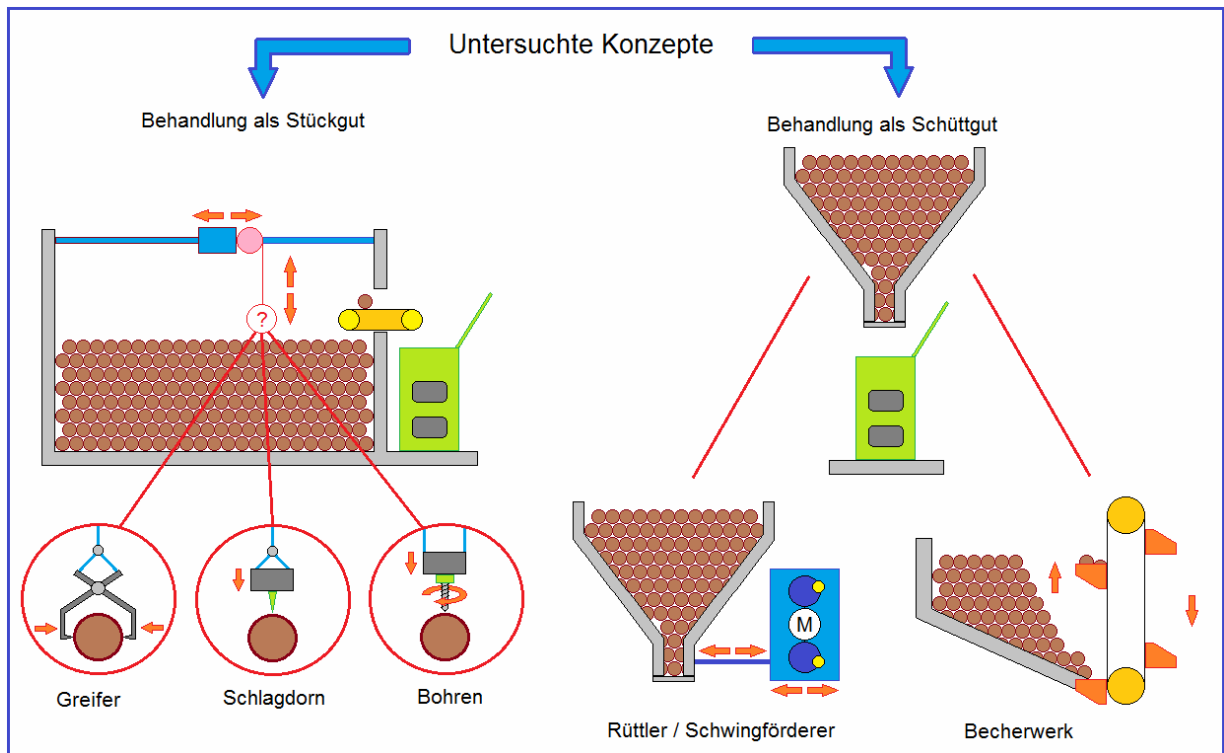 Untersuchte Konzepte
Behandlung als Stückgut
Behandlung als Schüttgut
?
M
Greifer
Schlagdorn
Bohren
Rüttler / Schwingförderer
Becherwerk